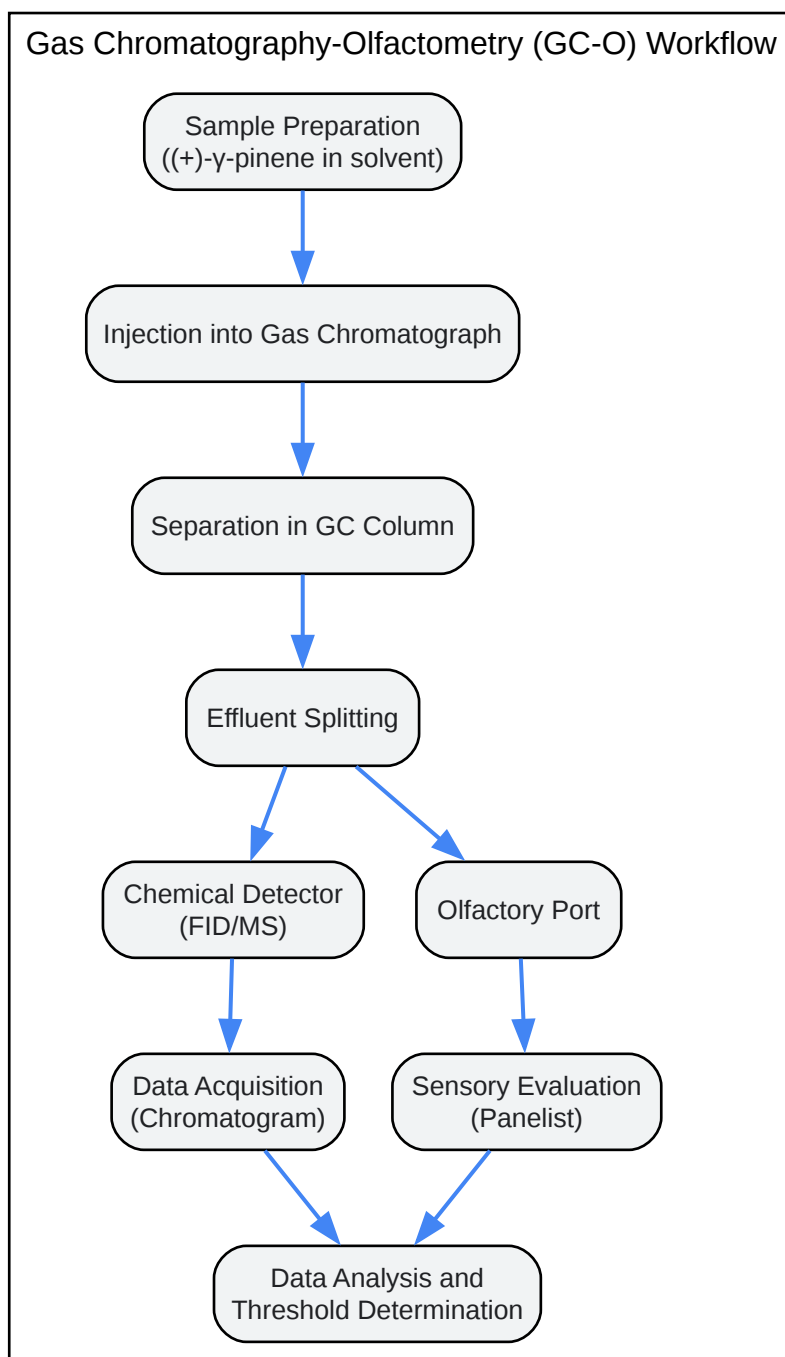 Gas Chromatography-Olfactometry (GC-O) Workflow
Sample Preparation
((+)-γ-pinene in solvent)
Injection into Gas Chromatograph
Separation in GC Column
Effluent Splitting
Chemical Detector
(FID/MS)
Olfactory Port
Data Acquisition
(Chromatogram)
Sensory Evaluation
(Panelist)
Data Analysis and
Threshold Determination